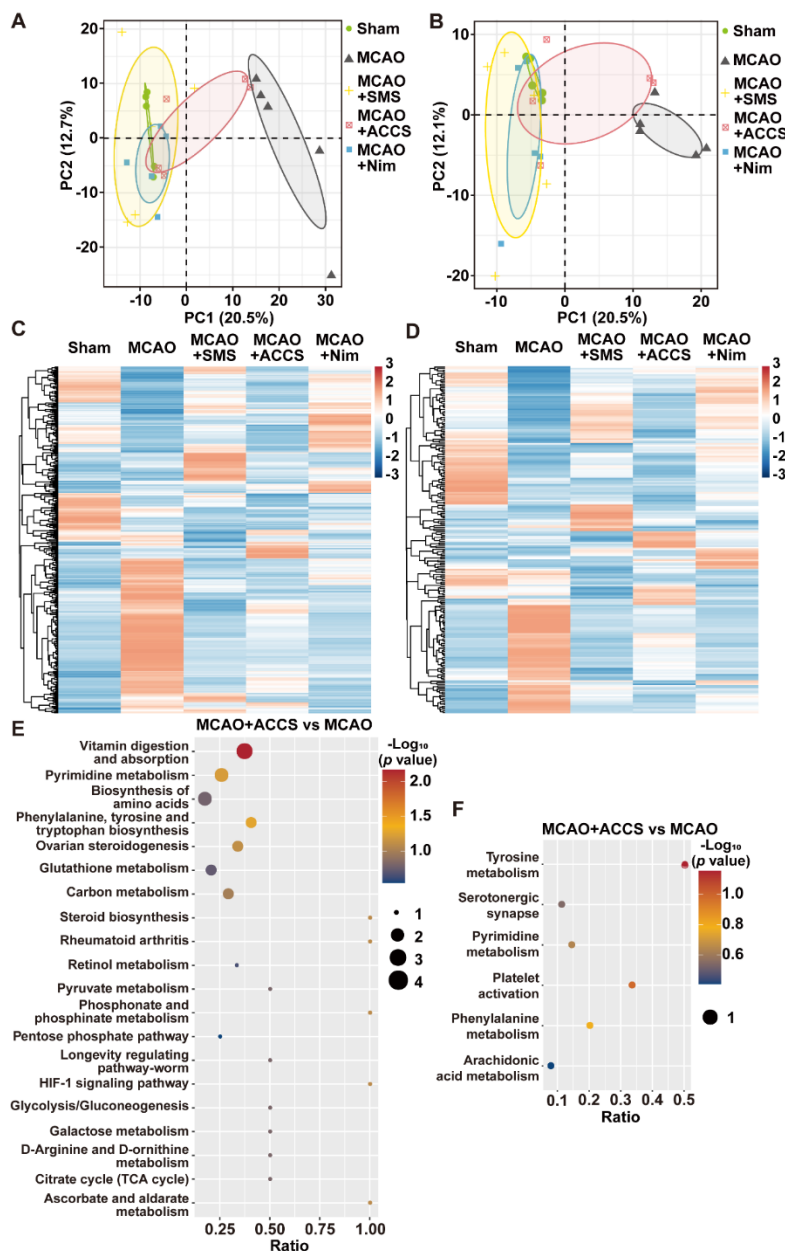 A
PC2 (12.7%)
20
10
0
-10
-20
-10
0
10
20
30
PC1 (20.5%)
Sham
MCAO
MCAO
+SMS
MCAO
+ACCS
MCAO
+Nim
B
PC2 (12.1%)
10
0
-10
-20
-10
0
10
20
PC1 (20.5%)
Sham
MCAO
MCAO
+SMS
MCAO
+ACCS
MCAO
+Nim
C
Sham
MCAO
MCAO
+SMS
MCAO
+ACCS
MCAO
+Nim
3
2
1
0
-1
-2
-3
D
Sham
MCAO
MCAO
+SMS
MCAO
+ACCS
MCAO
+Nim
3
2
1
0
-1
-2
-3
E
MCAO+ACCS vs MCAO
Vitamin digestion
and absorption
Pyrimidine metabolism
Biosynthesis of
amino acids
Phenylalanine, tyrosine and
tryptophan biosynthesis
Ovarian steroidogenesis
Glutathione metabolism
Carbon metabolism
Steroid biosynthesis
Rheumatoid arthritis
Retinol metabolism
Pyruvate metabolism
Phosphonate and
phosphinate metabolism
Pentose phosphate pathway
Longevity regulating
pathway-worm
HIF-1 signaling pathway
Glycolysis/Gluconeogenesis
Galactose metabolism
D-Arginine and D-ornithine
metabolism
Citrate cycle (TCA cycle)
Ascorbate and aldarate
metabolism
0.25
0.50
0.75
1.00
Ratio
-Log₁₀
(p value)
2.0
1.5
1.0
1
2
3
4
F
MCAO+ACCS vs MCAO
Tyrosine
metabolism
Serotonergic
synapse
Pyrimidine
metabolism
Platelet
activation
Phenylalanine
metabolism
Arachidonic
acid metabolism
0.1
0.2
0.3
0.4
0.5
Ratio
-Log₁₀
(p value)
1.0
0.8
0.6
1